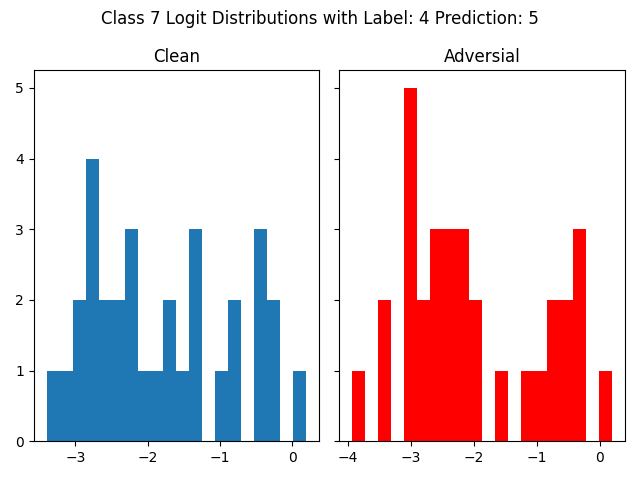 Class 7 Logit Distributions with Label: 4 Prediction: 5
Clean
Adversial
5
4
3
2
1
0
−3 −2 −1 0
−4 −3 −2 −1 0